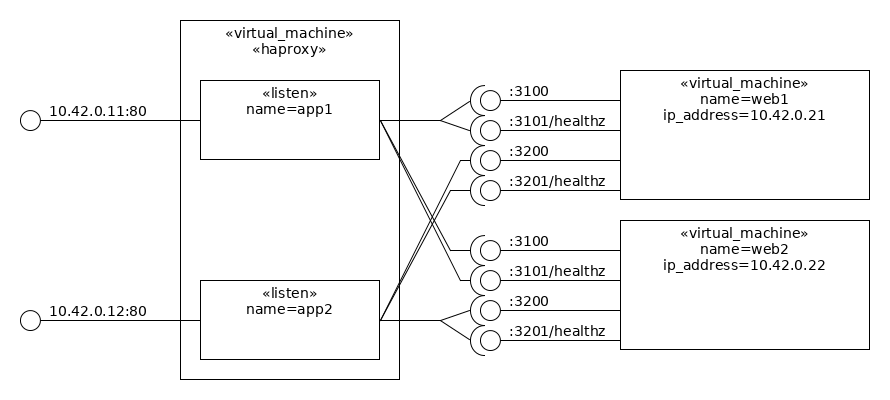 «virtual_machine»
«haproxy»
10.42.0.11:80
«listen»
name=app1
10.42.0.12:80
«listen»
name=app2
:3100
:3101/healthz
:3200
:3201/healthz
«virtual_machine»
name=web1
ip_address=10.42.0.21
:3100
:3101/healthz
:3200
:3201/healthz
«virtual_machine»
name=web2
ip_address=10.42.0.22